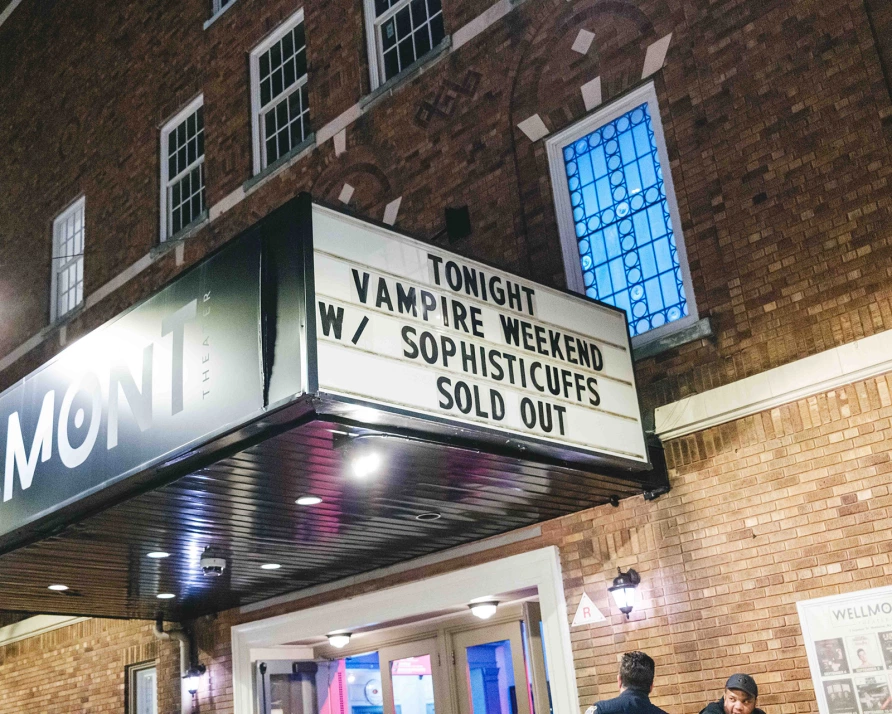 TONIGHT
VAMPIRE WEEKEND
W/ SOPHISTICUFFS
SOLD OUT
MONT
THEATER
R
WELLMO